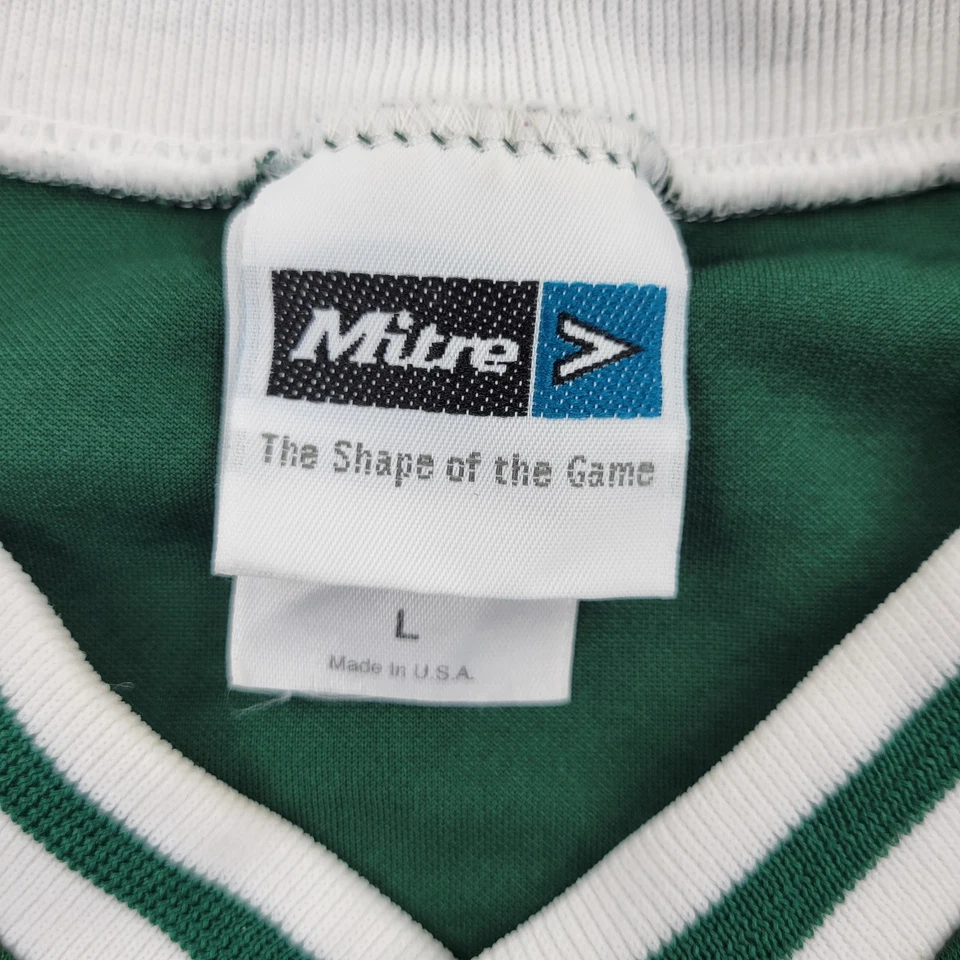 Mitre
The Shape of the Game
L
Made in U.S.A.